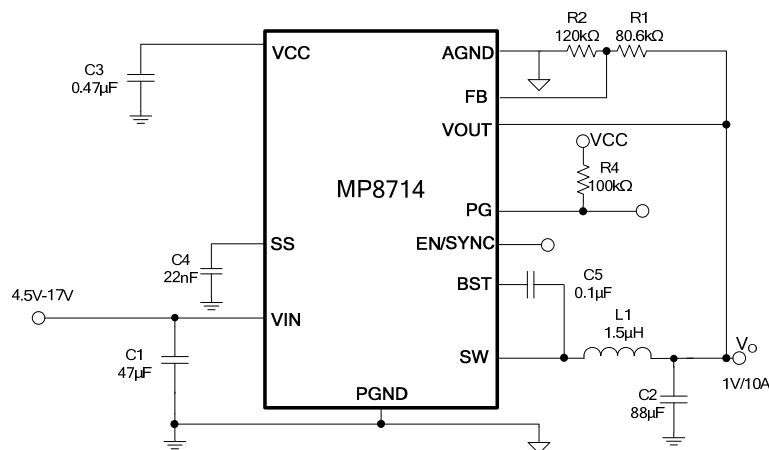 R2
120kΩ
R1
80.6kΩ
VCC
AGND
C3
0.47µF
FB
VOUT
VCC
MP8714
R4
100kΩ
PG
SS
EN/SYNC
C4
22nF
BST
C5
0.1µF
4.5V-17V
VIN
L1
1.5µH
C1
47µF
SW
VO
1V/10A
PGND
C2
88µF